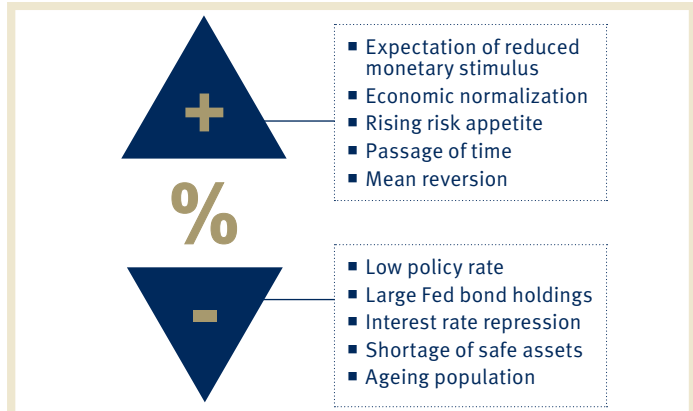 +
■ Expectation of reduced
monetary stimulus
■ Economic normalization
■ Rising risk appetite
■ Passage of time
■ Mean reversion
%
-
■ Low policy rate
■ Large Fed bond holdings
■ Interest rate repression
■ Shortage of safe assets
■ Ageing population